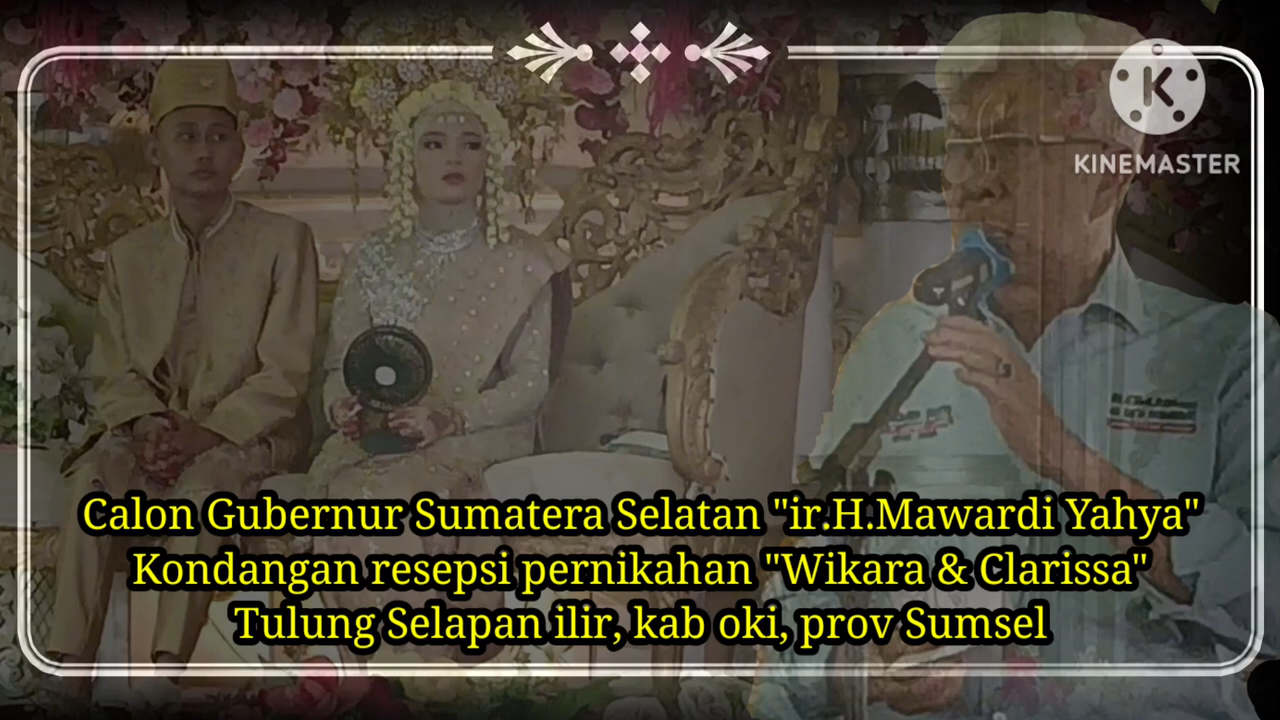 KINEMASTER
Calon Gubernur Sumatera Selatan "ir.H.Mawardi Yahya"
Kondangan resepsi pernikahan "Wikara & Clarissa"
Tulung Selapan ilir, kab oki, prov Sumsel